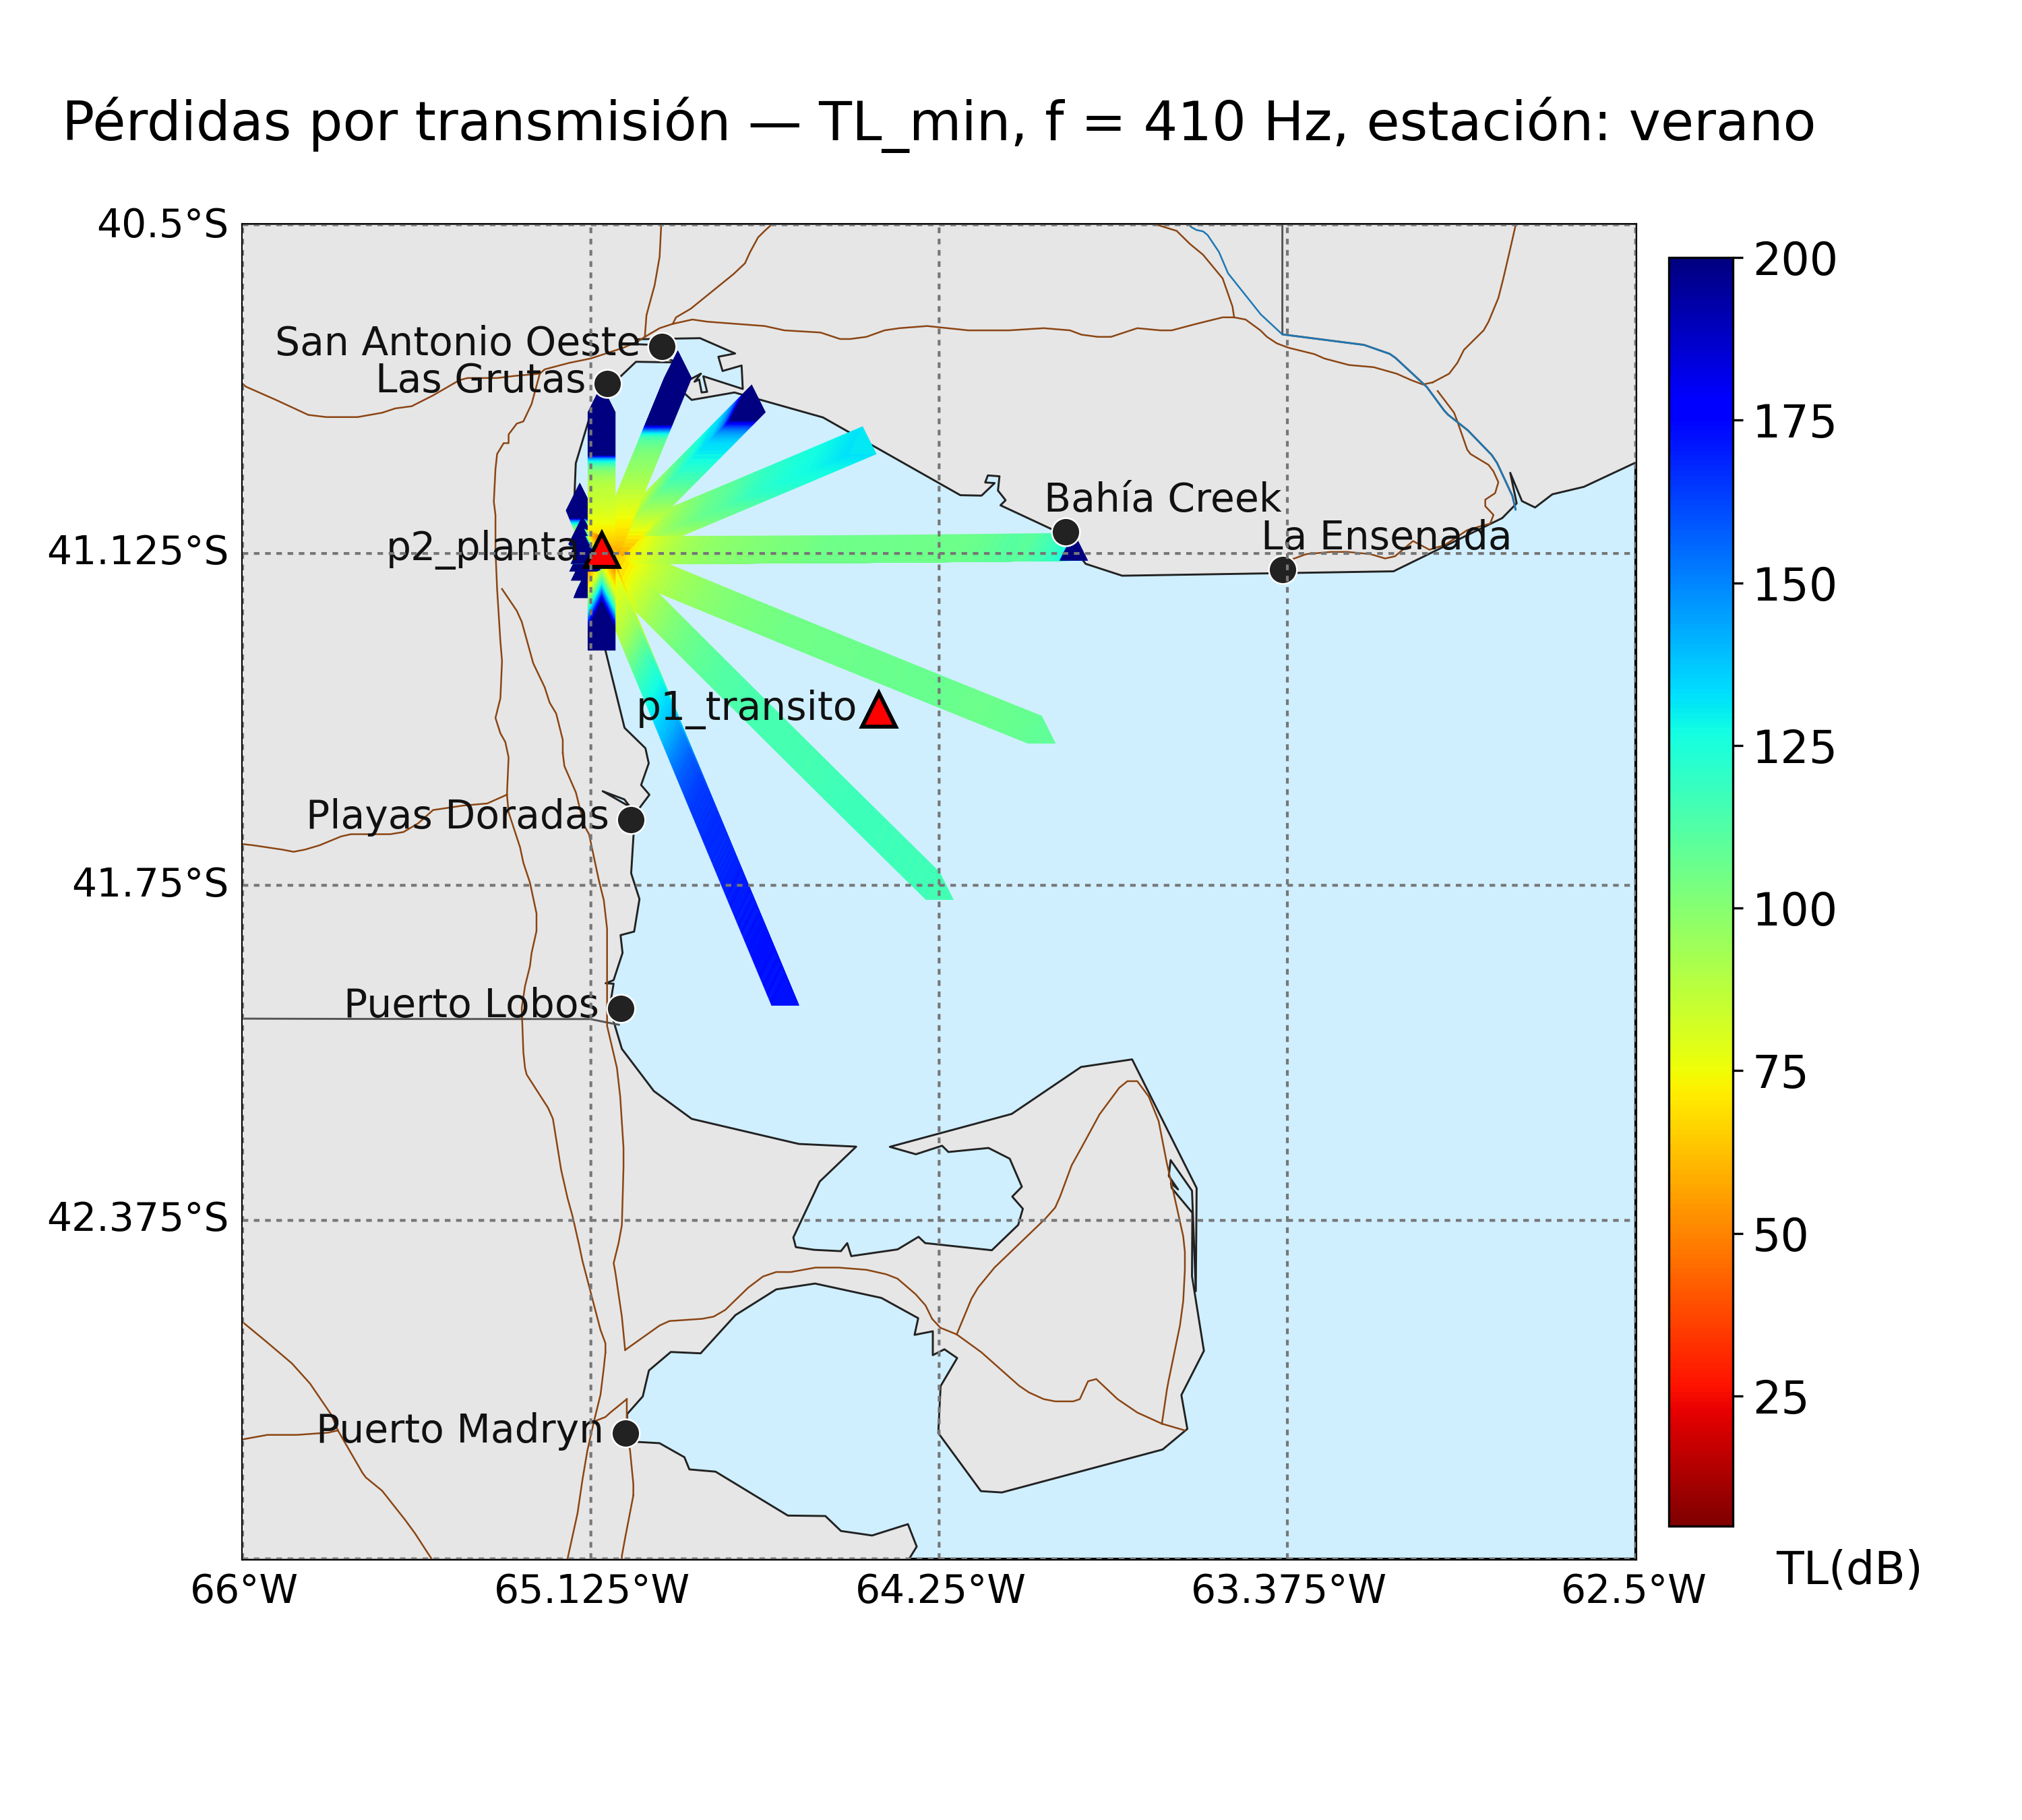 Pérdidas por transmisión — TL_min, f = 410 Hz, estación: verano
40.5°S
200
San Antonio Oeste
Las Grutas
175
Bahía Creek
La Ensenada
p2_planta
41.125°S
150
p1_transito
125
Playas Doradas
41.75°S
100
Puerto Lobos
75
42.375°S
50
25
Puerto Madryn
TL(dB)
66°W
65.125°W
64.25°W
63.375°W
62.5°W